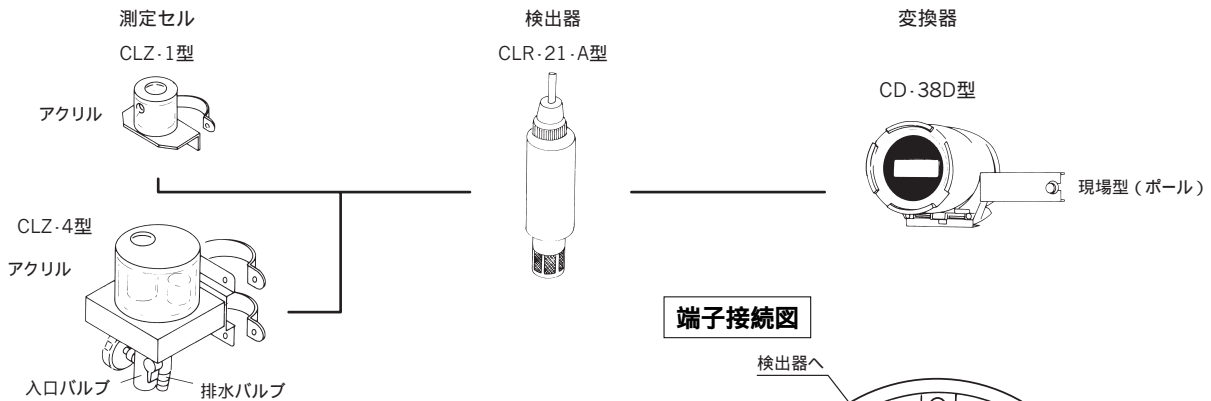 測定セル
CLZ·1型
アクリル
CLZ·4型
アクリル
入口バルブ
排水バルブ
検出器
CLR·21·A型
変換器
CD·38D型
現場型（ポール）
端子接続図
検出器へ